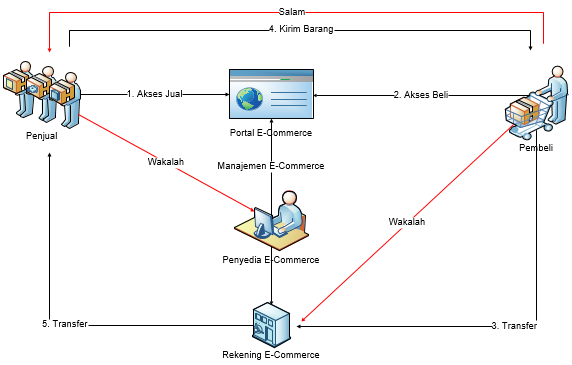 Salam
4. Kirim Barang
1. Akses Jual
2. Akses Beli
Portal E-Commerce
Penjual
Pembeli
Wakalah
Manajemen E-Commerce
Wakalah
Penyedia E-Commerce
5. Transfer
3. Transfer
Rekening E-Commerce